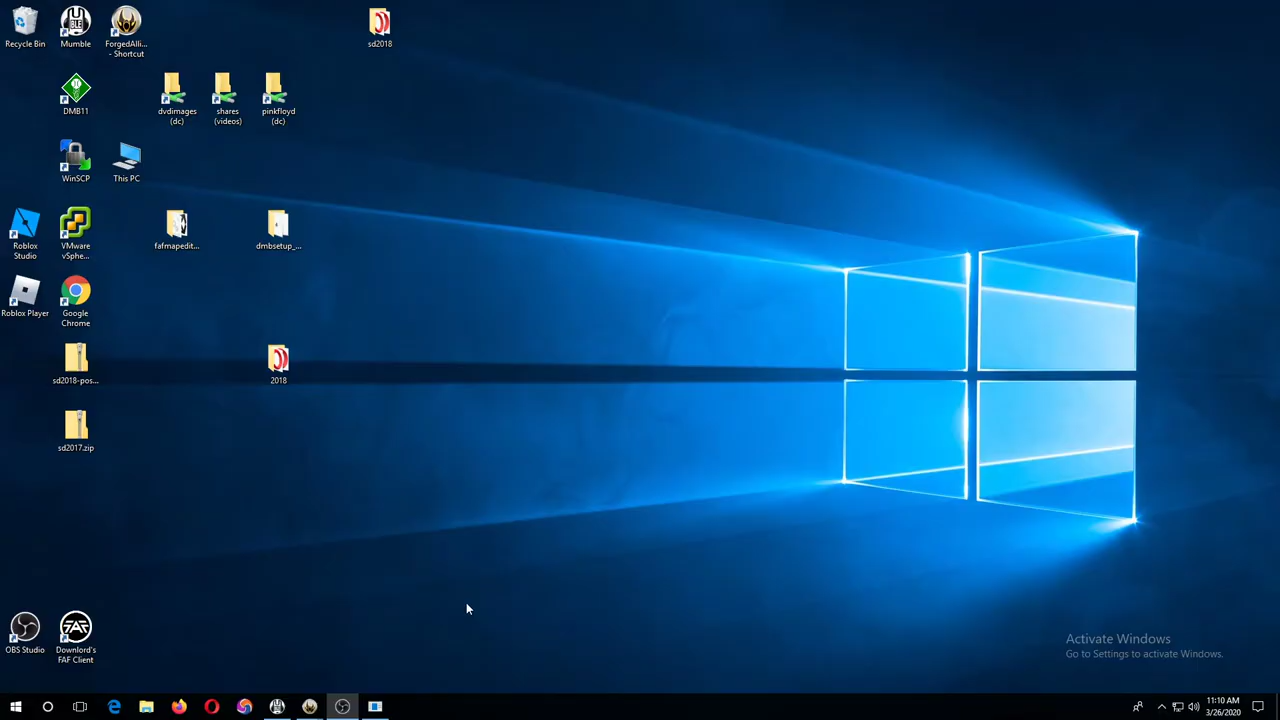 Recycle Bin
Mumble
ForgedAlli...
- Shortcut
sd2018
DMB11
dvdimages
(dc)
shares
(videos)
pinkfloyd
(dc)
WinSCP
This PC
Roblox
Studio
VMware
vSphe...
fafmapedit...
dmbsetup_...
Roblox Player
Google
Chrome
sd2018-pos...
2018
sd2017.zip
OBS Studio
Downlord's
FAF Client
Activate Windows
Go to Settings to activate Windows.
11:10 AM
3/26/2020